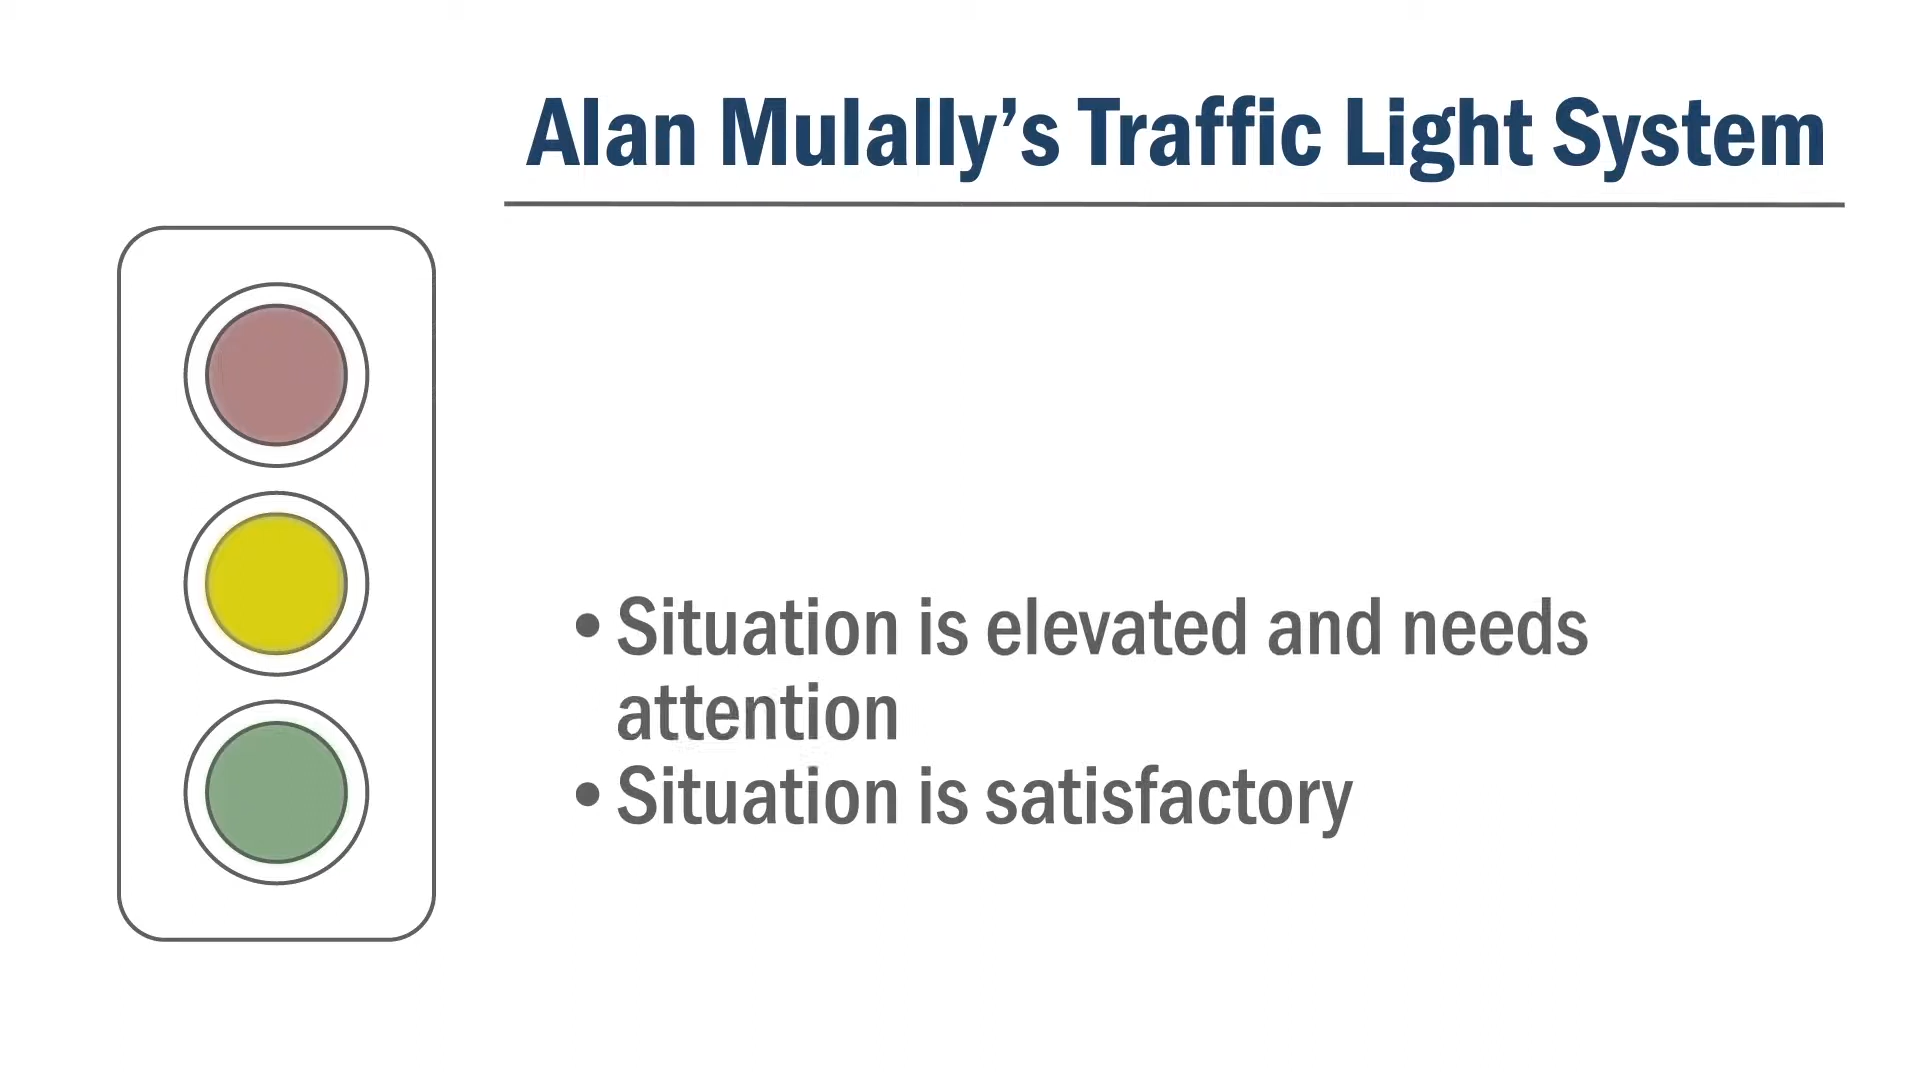 Alan Mulally’s Traffic Light System
• Situation is elevated and needs
attention
• Situation is satisfactory